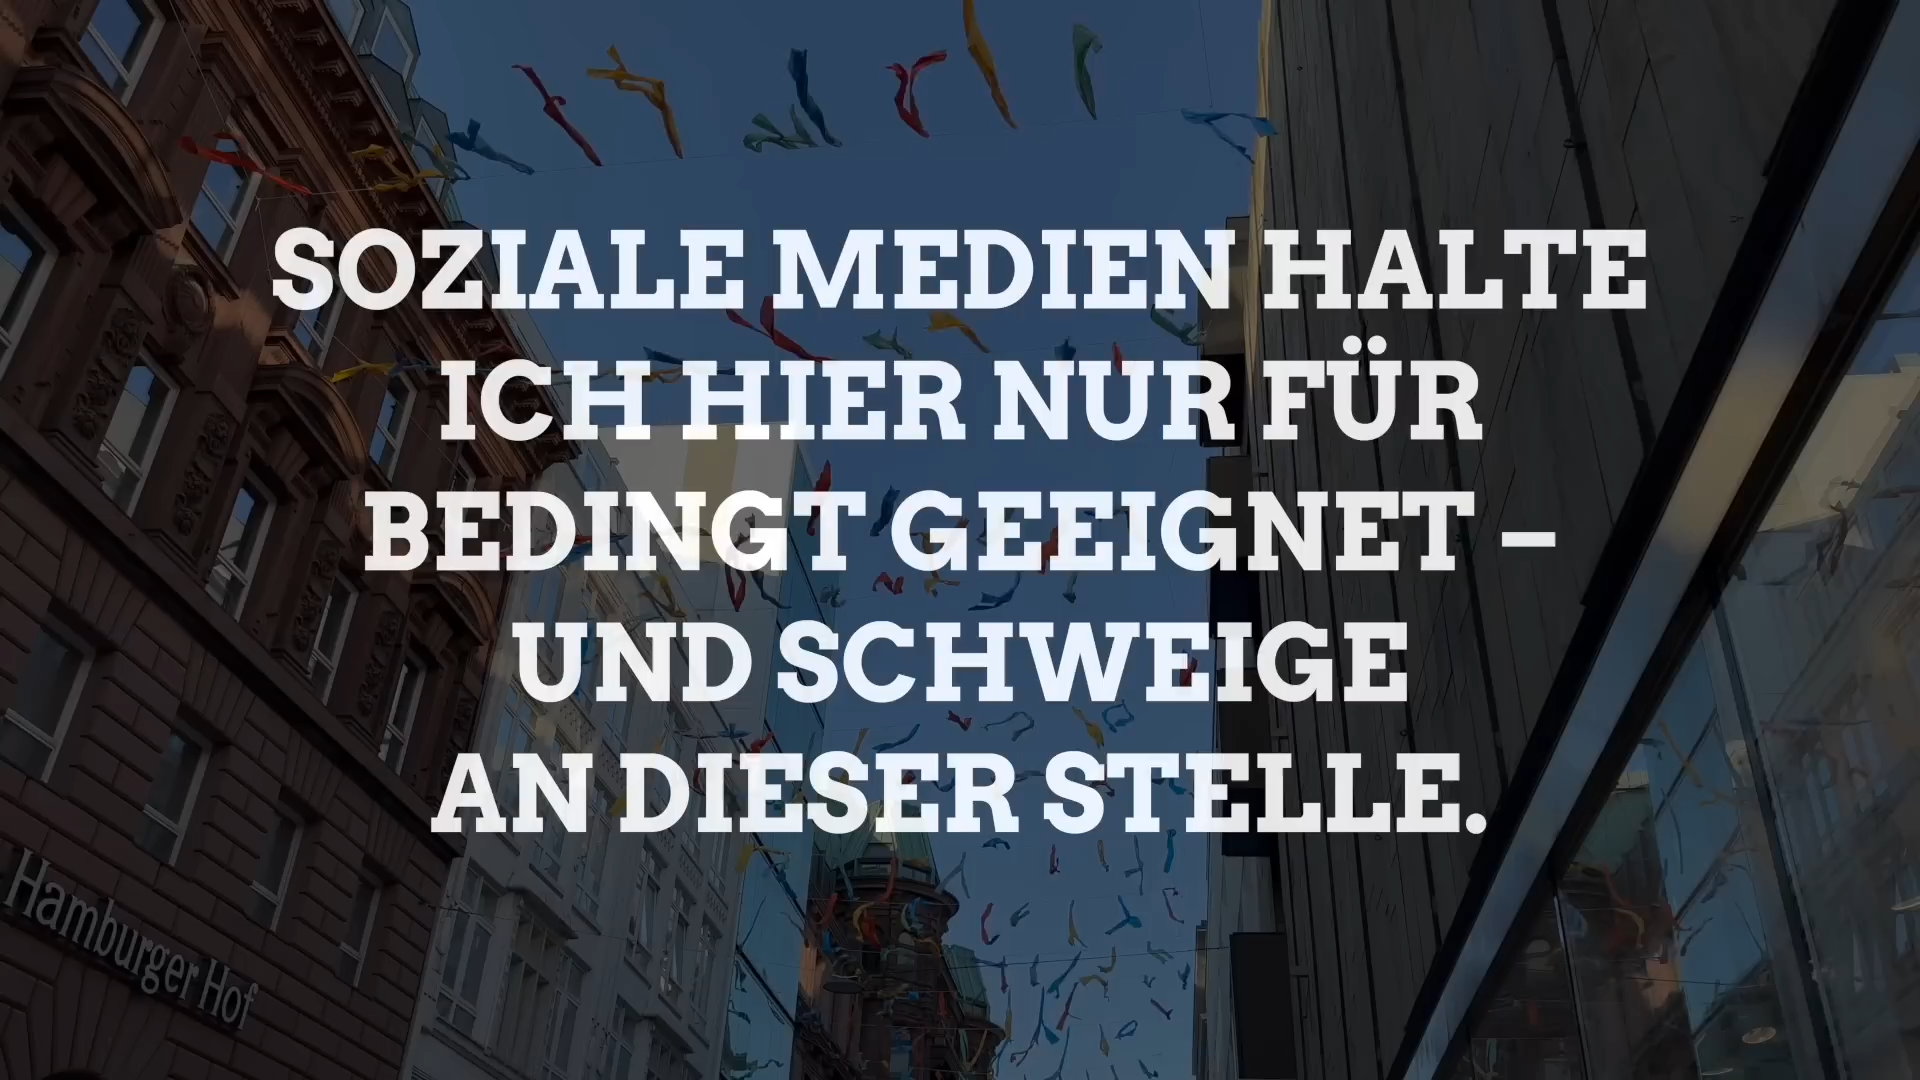 SOZIALE MEDIEN HALTE
ICH HIER NUR FÜR
BEDINGT GEEIGNET –
UND SCHWEIGE
AN DIESER STELLE.
Hamburger Hof